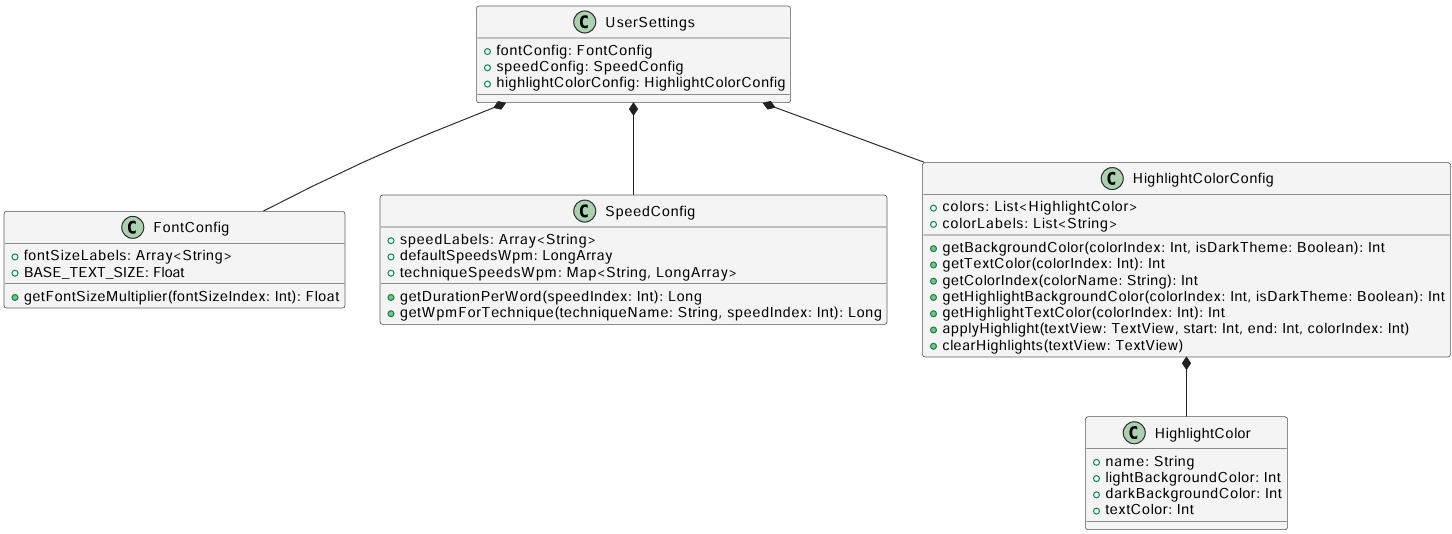 C UserSettings
fontConfig: FontConfig
speedConfig: SpeedConfig
highlightColorConfig: HighlightColorConfig
C FontConfig
fontSizeLabels: Array<String>
BASE_TEXT_SIZE: Float
getFontSizeMultiplier(fontSizeIndex: Int): Float
C SpeedConfig
speedLabels: Array<String>
defaultSpeedsWpm: LongArray
techniqueSpeedsWpm: Map<String, LongArray>
getDurationPerWord(speedIndex: Int): Long
getWpmForTechnique(techniqueName: String, speedIndex: Int): Long
C HighlightColorConfig
colors: List<HighlightColor>
colorLabels: List<String>
getBackgroundColor(colorIndex: Int, isDarkTheme: Boolean): Int
getTextColor(colorIndex: Int): Int
getColorIndex(colorName: String): Int
getHighlightBackgroundColor(colorIndex: Int, isDarkTheme: Boolean): Int
getHighlightTextColor(colorIndex: Int): Int
applyHighlight(textView: TextView, start: Int, end: Int, colorIndex: Int)
clearHighlights(textView: TextView)
C HighlightColor
name: String
lightBackgroundColor: Int
darkBackgroundColor: Int
textColor: Int